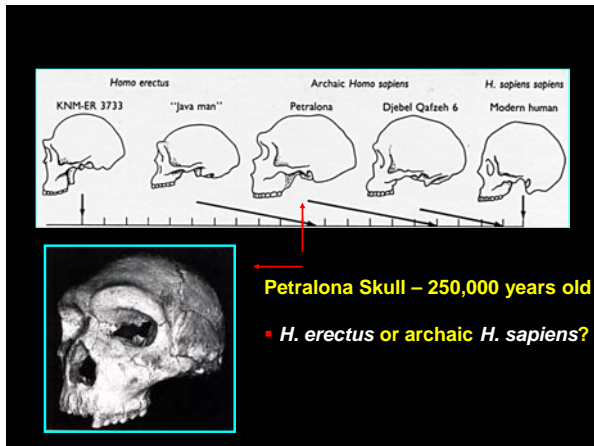 Homo erectus Archaic Homo sapiens H. sapiens sapiens
KNM-ER 3733 "Java man" Petralona Djebel Qafzeh 6 Modern human
Petralona Skull – 250,000 years old
▪ H. erectus or archaic H. sapiens?